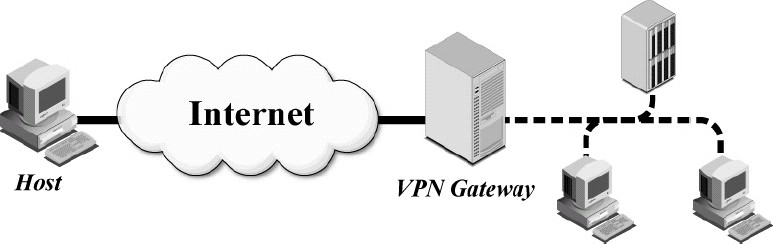 Internet
Host
VPN Gateway